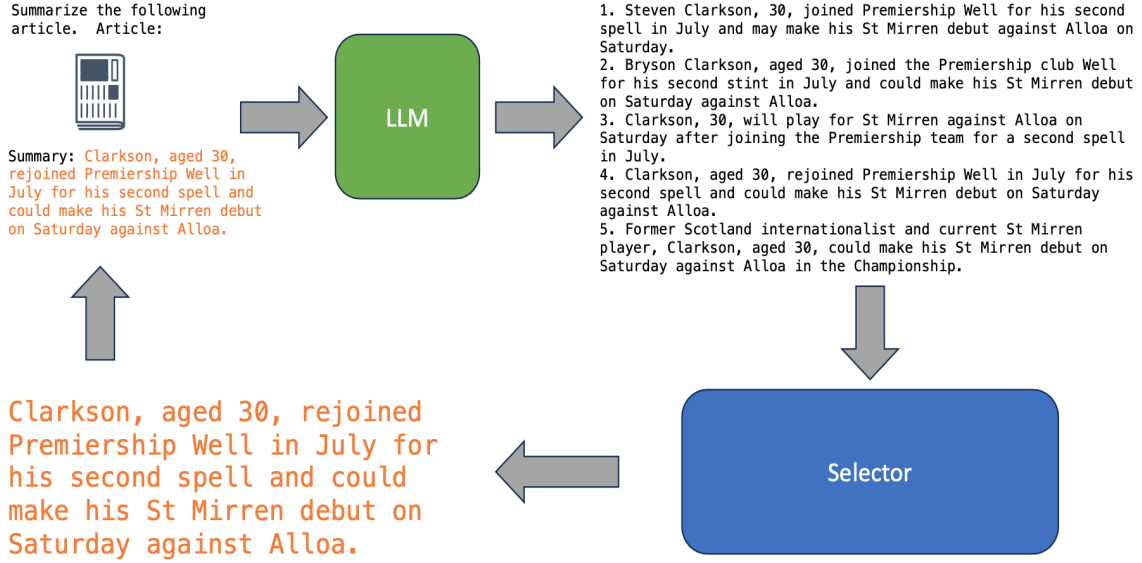 Summarize the following
article.  Article:
Summary: Clarkson, aged 30,
rejoined Premiership Well in
July for his second spell and
could make his St Mirren debut
on Saturday against Alloa.
LLM
1. Steven Clarkson, 30, joined Premiership Well for his second
spell in July and may make his St Mirren debut against Alloa on
Saturday.
2. Bryson Clarkson, aged 30, joined the Premiership club Well
for his second stint in July and could make his St Mirren debut
on Saturday against Alloa.
3. Clarkson, 30, will play for St Mirren against Alloa on
Saturday after joining the Premiership team for a second spell
in July.
4. Clarkson, aged 30, rejoined Premiership Well in July for his
second spell and could make his St Mirren debut on Saturday
against Alloa.
5. Former Scotland internationalist and current St Mirren
player, Clarkson, aged 30, could make his St Mirren debut on
Saturday against Alloa in the Championship.
Selector
Clarkson, aged 30, rejoined
Premiership Well in July for
his second spell and could
make his St Mirren debut on
Saturday against Alloa.